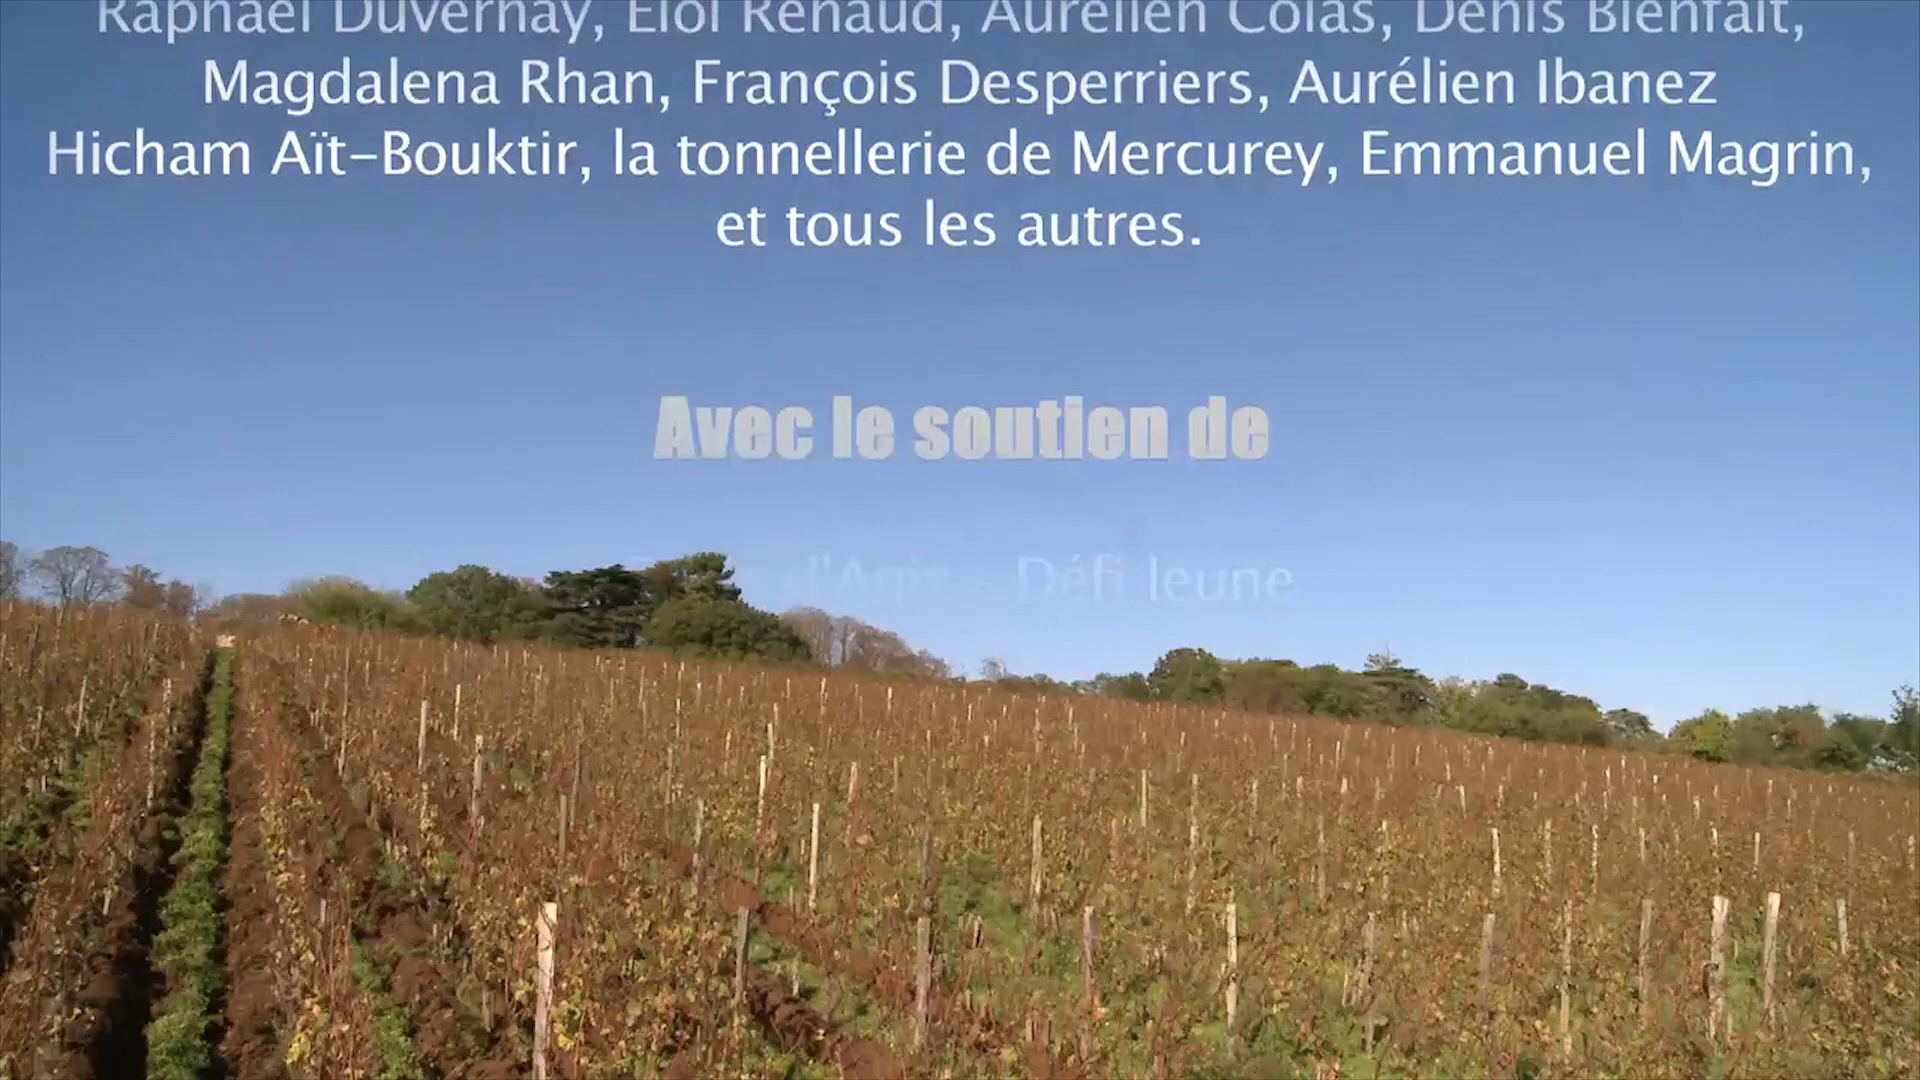 Raphaël Duvernay, Eloi Renaud, Aurélien Colas, Denis Bienfait,
Magdalena Rhan, François Desperriers, Aurélien Ibanez
Hicham Aït-Bouktir, la tonnellerie de Mercurey, Emmanuel Magrin,
et tous les autres.
Avec le soutien de
d'Agir Défi Jeune